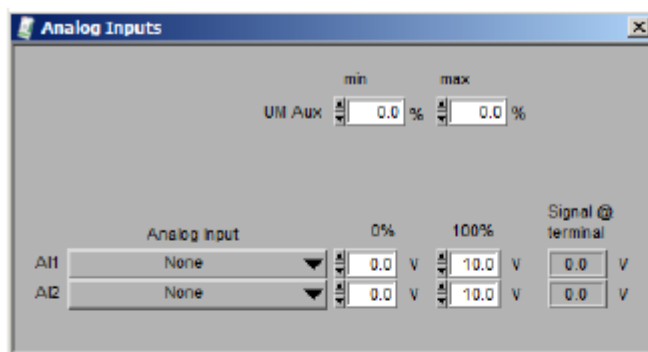 Analog Inputs
min max
UM Aux 0.0 % 0.0 %
Signal @
Analog Input 0% 100% terminal
AI1 None 0.0 V 10.0 V 0.0 V
AI2 None 0.0 V 10.0 V 0.0 V